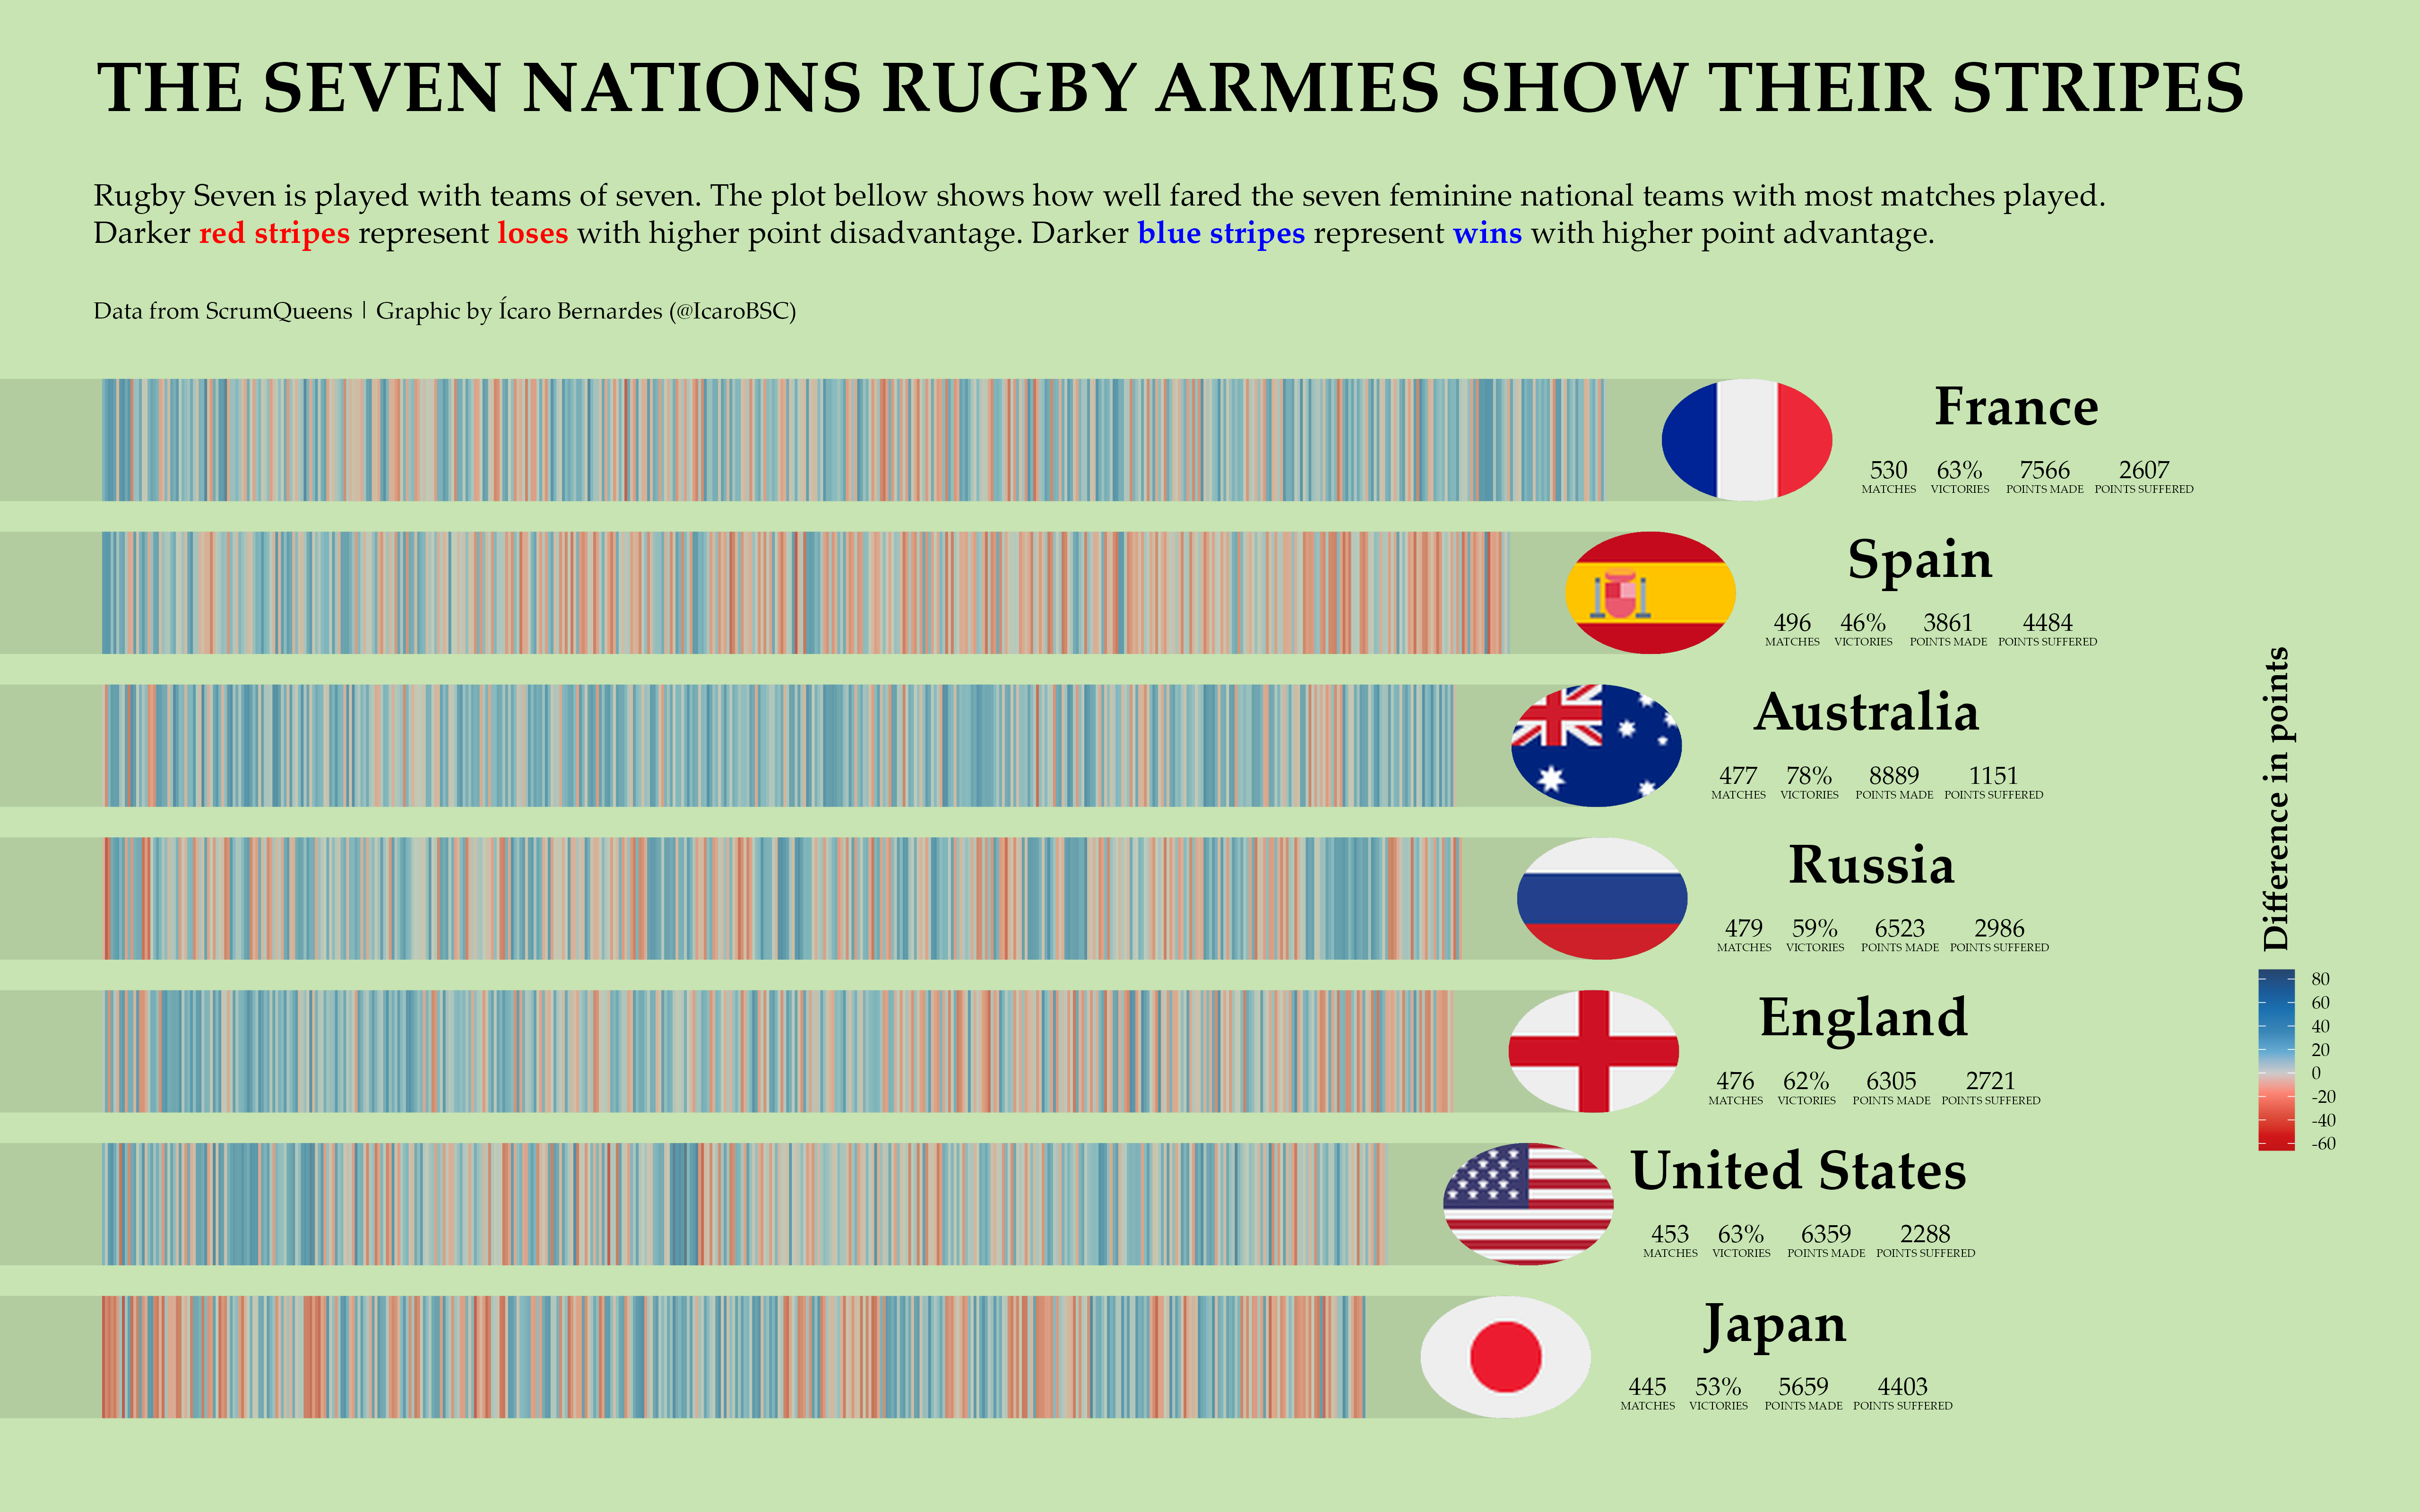 THE SEVEN NATIONS RUGBY ARMIES SHOW THEIR STRIPES
Rugby Seven is played with teams of seven. The plot bellow shows how well fared the seven feminine national teams with most matches played.
Darker red stripes represent loses with higher point disadvantage. Darker blue stripes represent wins with higher point advantage.
Data from ScrumQueens | Graphic by Ícaro Bernardes (@IcaroBSC)
France
530 63% 7566 2607
MATCHES VICTORIES POINTS MADE POINTS SUFFERED
Spain
496 46% 3861 4484
MATCHES VICTORIES POINTS MADE POINTS SUFFERED
Australia
477 78% 8889 1151
MATCHES VICTORIES POINTS MADE POINTS SUFFERED
Russia
479 59% 6523 2986
MATCHES VICTORIES POINTS MADE POINTS SUFFERED
England
476 62% 6305 2721
MATCHES VICTORIES POINTS MADE POINTS SUFFERED
United States
453 63% 6359 2288
MATCHES VICTORIES POINTS MADE POINTS SUFFERED
Japan
445 53% 5659 4403
MATCHES VICTORIES POINTS MADE POINTS SUFFERED
Difference in points
80
60
40
20
0
-20
-40
-60